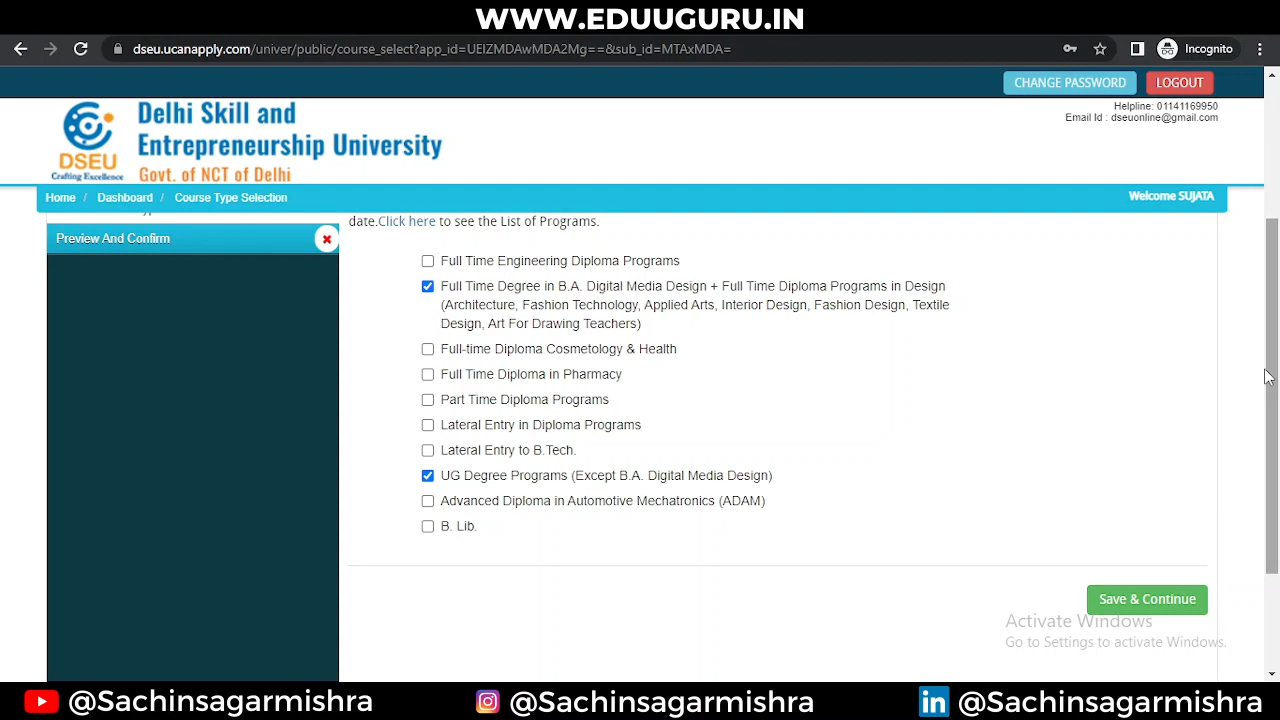 WWW.EDUUGURU.IN
dseu.ucanapply.com/univer/public/course_select?app_id=UEIZMDAwMDA2Mg==&sub_id=MTAxMDA=
Incognito
CHANGE PASSWORD
LOGOUT
Helpline: 01141169950
Email Id : dseuonline@gmail.com
DSEU
Crafting Excellence
Delhi Skill and
Entrepreneurship University
Govt. of NCT of Delhi
Home / Dashboard / Course Type Selection
Welcome SUJATA
Preview And Confirm
date.Click here to see the List of Programs.
Full Time Engineering Diploma Programs
Full Time Degree in B.A. Digital Media Design + Full Time Diploma Programs in Design
(Architecture, Fashion Technology, Applied Arts, Interior Design, Fashion Design, Textile
Design, Art For Drawing Teachers)
Full-time Diploma Cosmetology & Health
Full Time Diploma in Pharmacy
Part Time Diploma Programs
Lateral Entry in Diploma Programs
Lateral Entry to B.Tech.
UG Degree Programs (Except B.A. Digital Media Design)
Advanced Diploma in Automotive Mechatronics (ADAM)
B. Lib.
Save & Continue
Activate Windows
Go to Settings to activate Windows.
@Sachinsagarmishra
@Sachinsagarmishra
in @Sachinsagarmishra